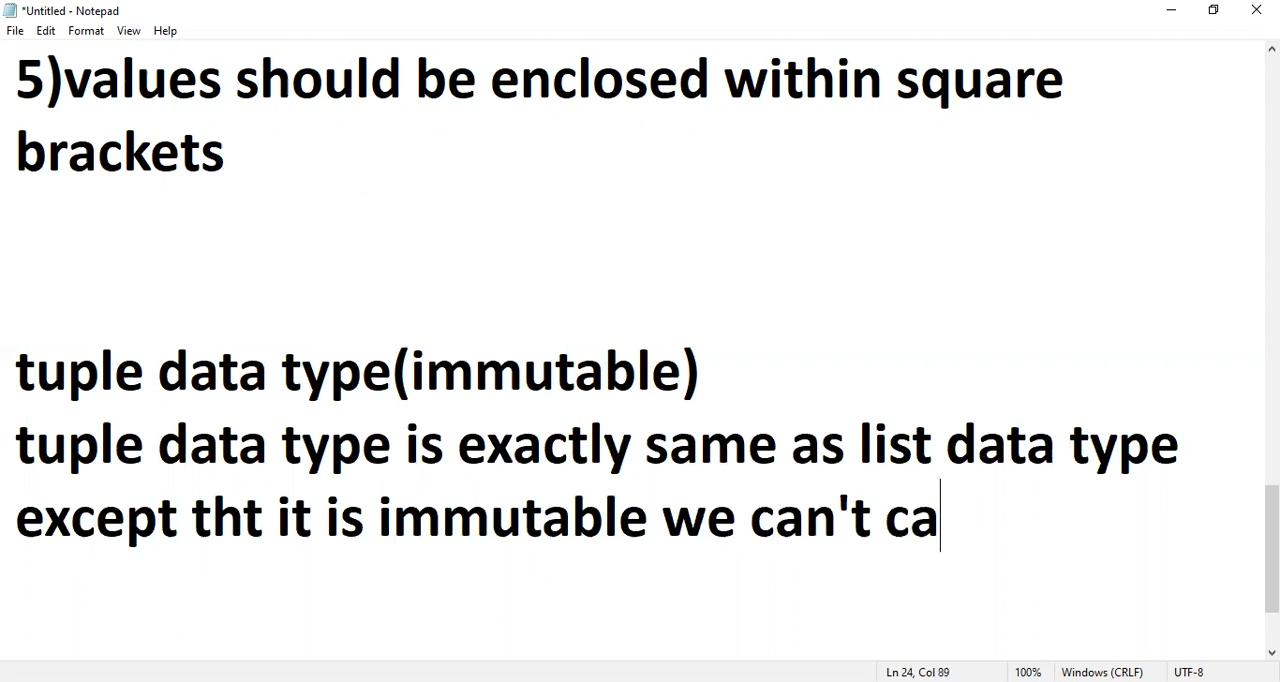 *Untitled - Notepad
File Edit Format View Help
5)values should be enclosed within square
brackets
tuple data type(immutable)
tuple data type is exactly same as list data type
except tht it is immutable we can't ca
Ln 24, Col 89 100% Windows (CRLF) UTF-8